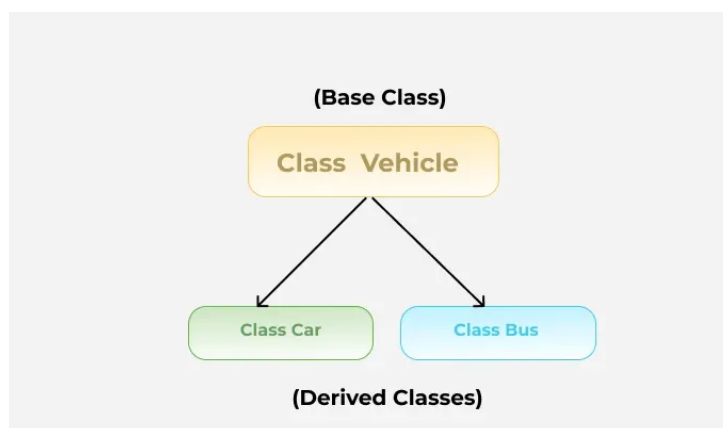 (Base Class)
Class Vehicle
Class Car
Class Bus
(Derived Classes)